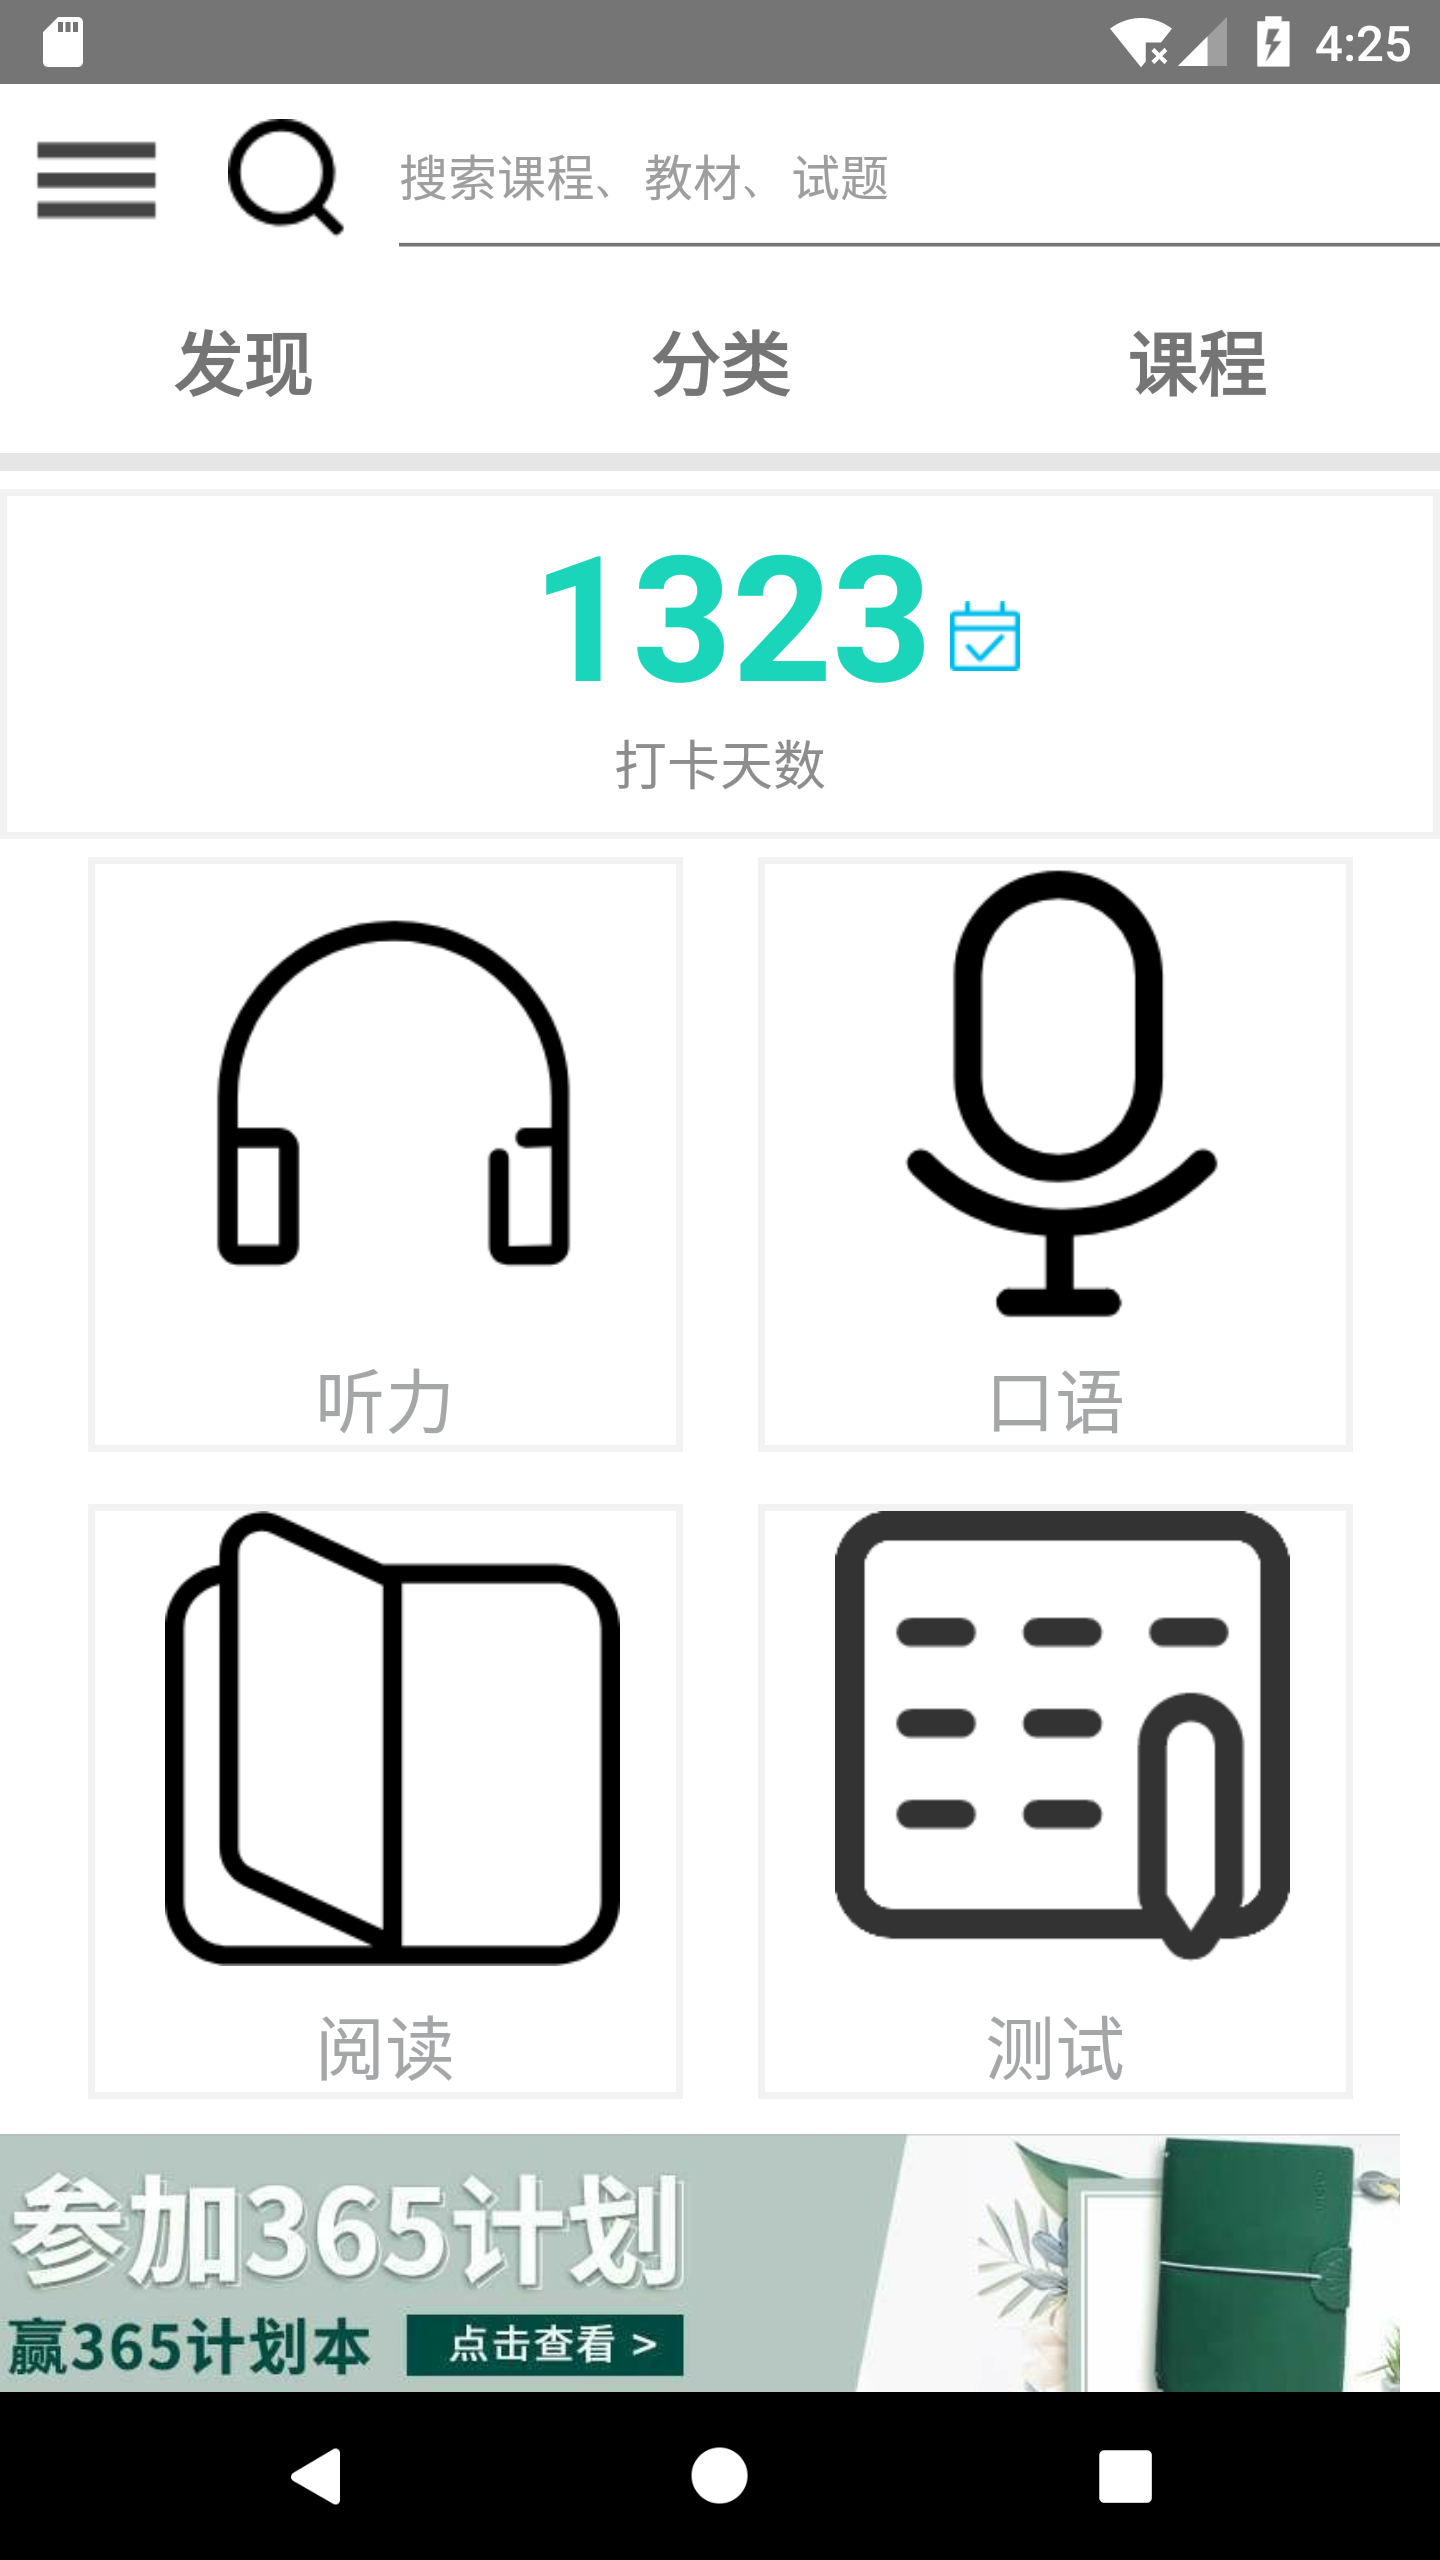 4:25
搜索课程、教材、试题
发现 分类 课程
1323
打卡天数
听力 口语
阅读 测试
参加365计划
赢365计划本 点击查看 >